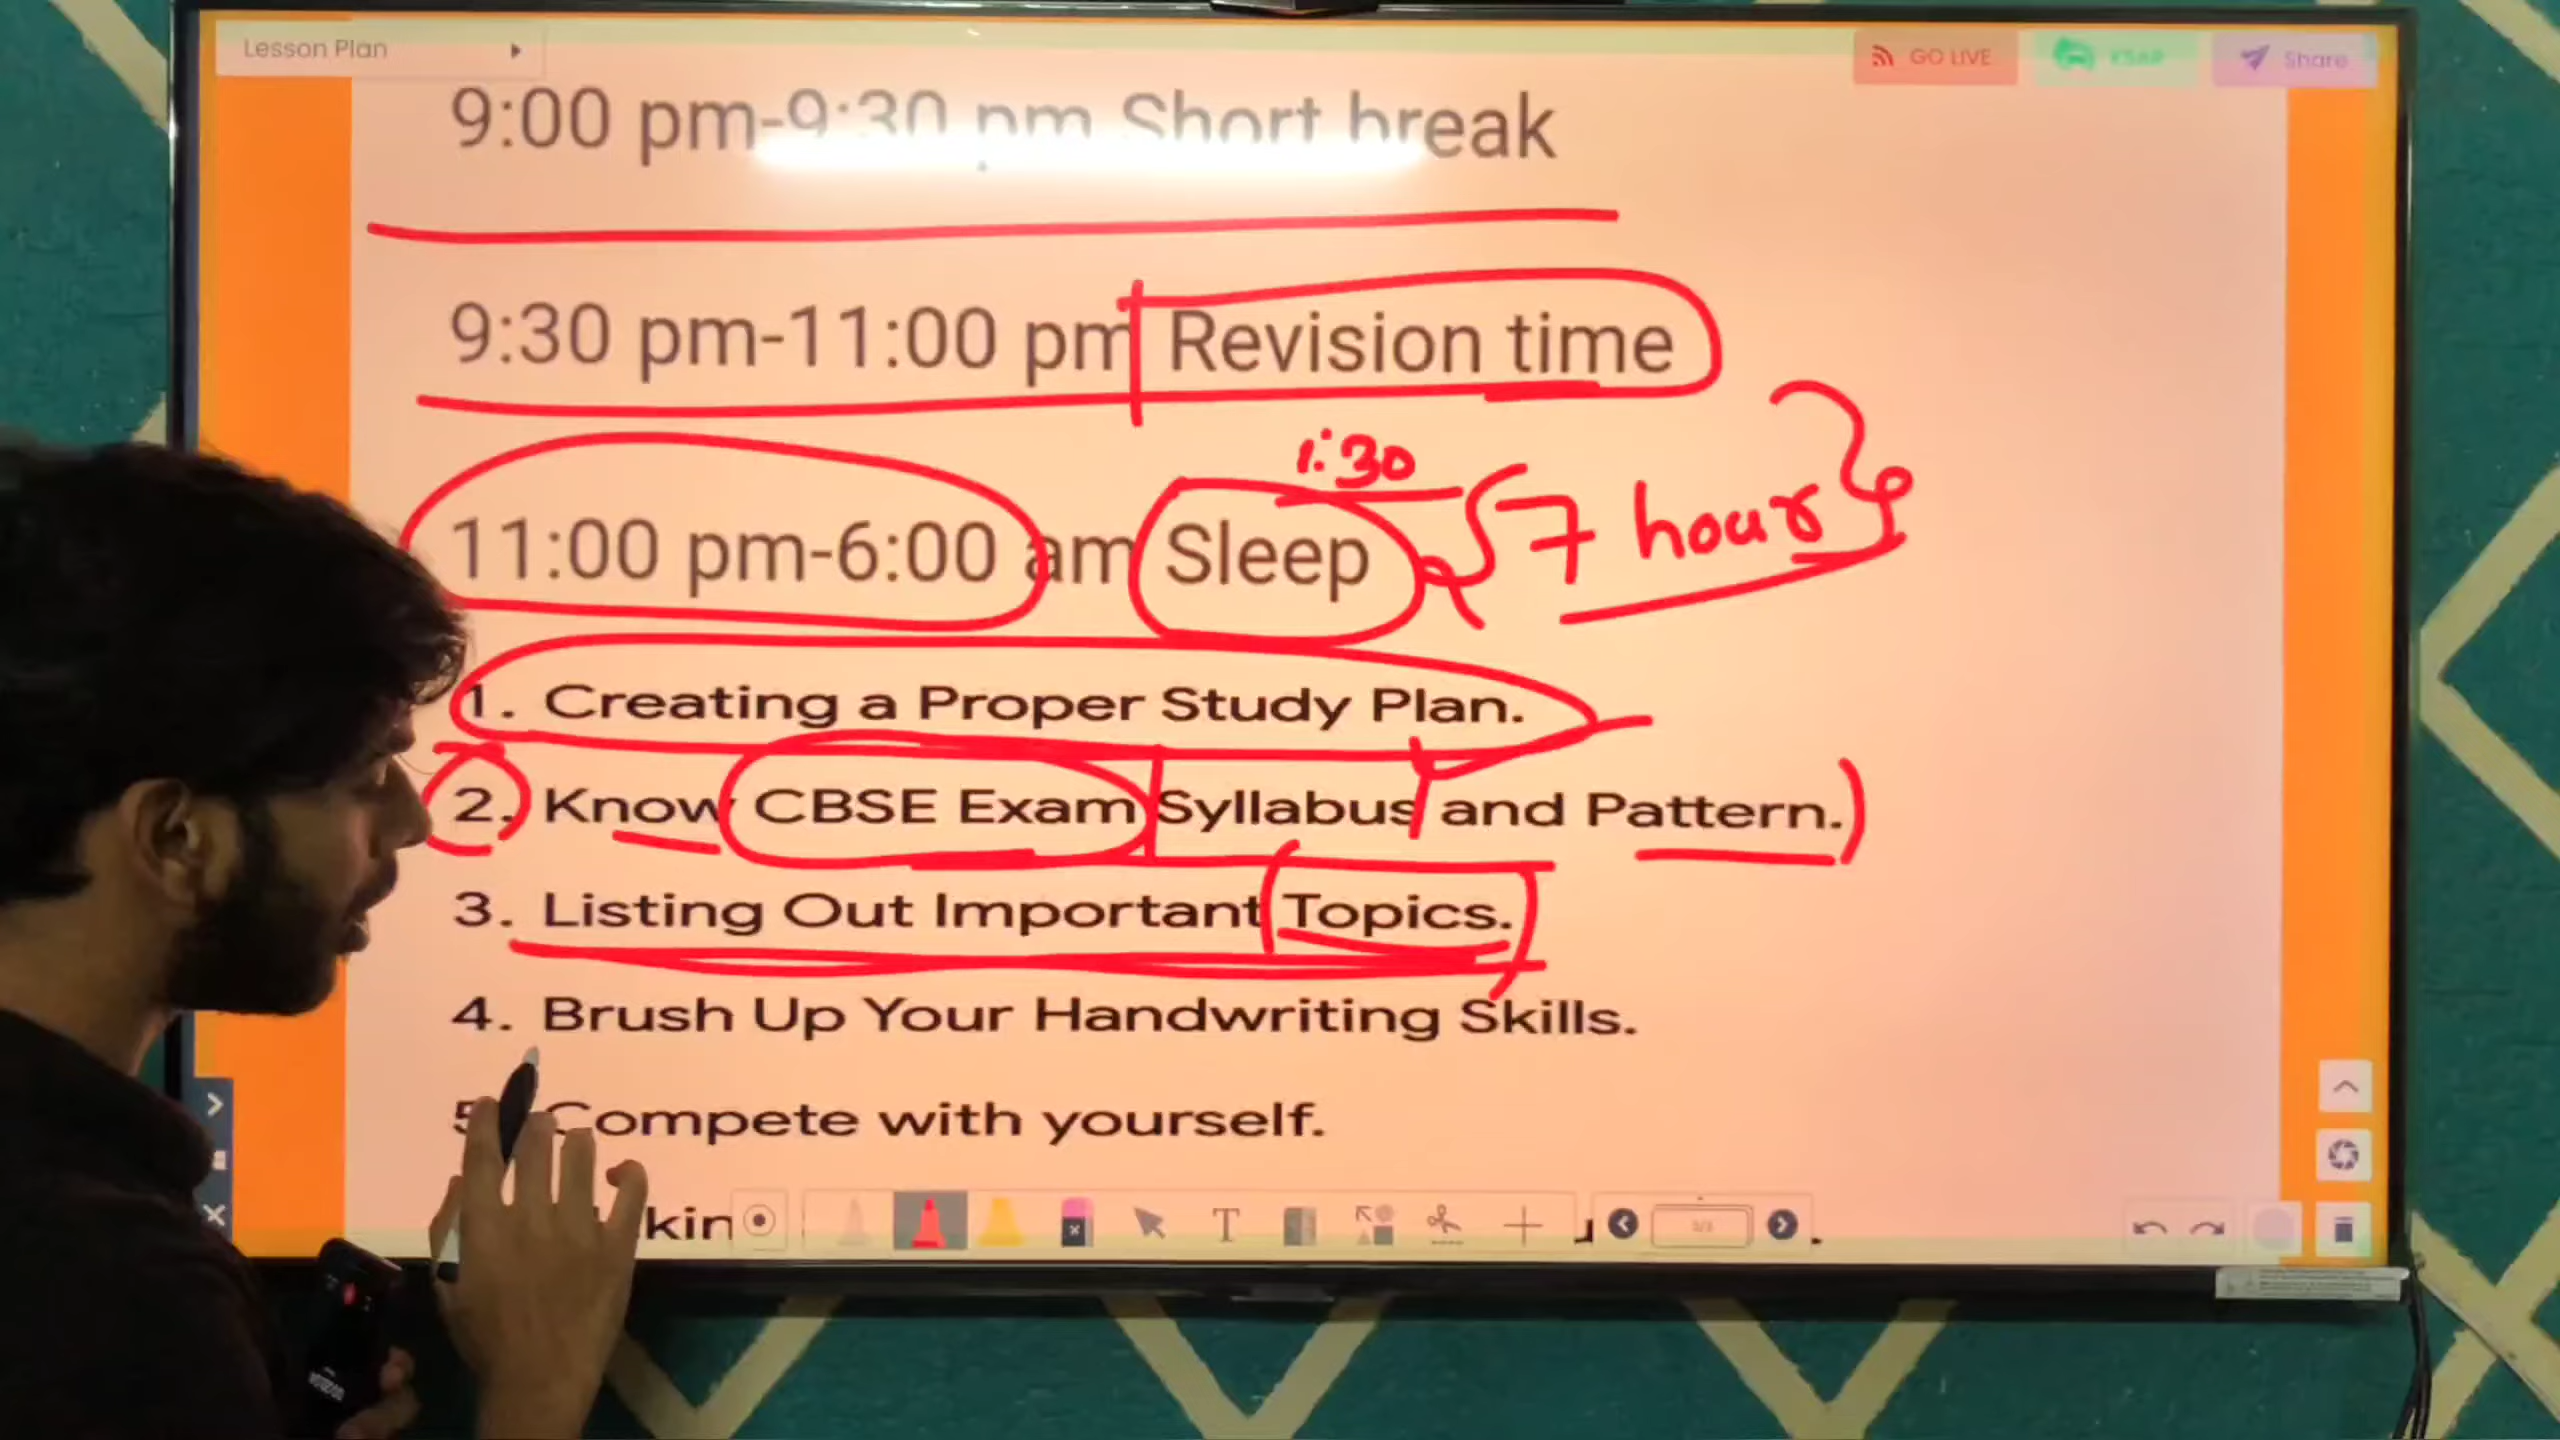 Lesson Plan
GO LIVE
Share
9:00 pm-9:30 pm Short break
9:30 pm-11:00 pm Revision time
1:30
11:00 pm-6:00 am Sleep 7 hour
1. Creating a Proper Study Plan.
2. Know CBSE Exam Syllabus and Pattern.
3. Listing Out Important Topics.
4. Brush Up Your Handwriting Skills.
5. Compete with yourself.